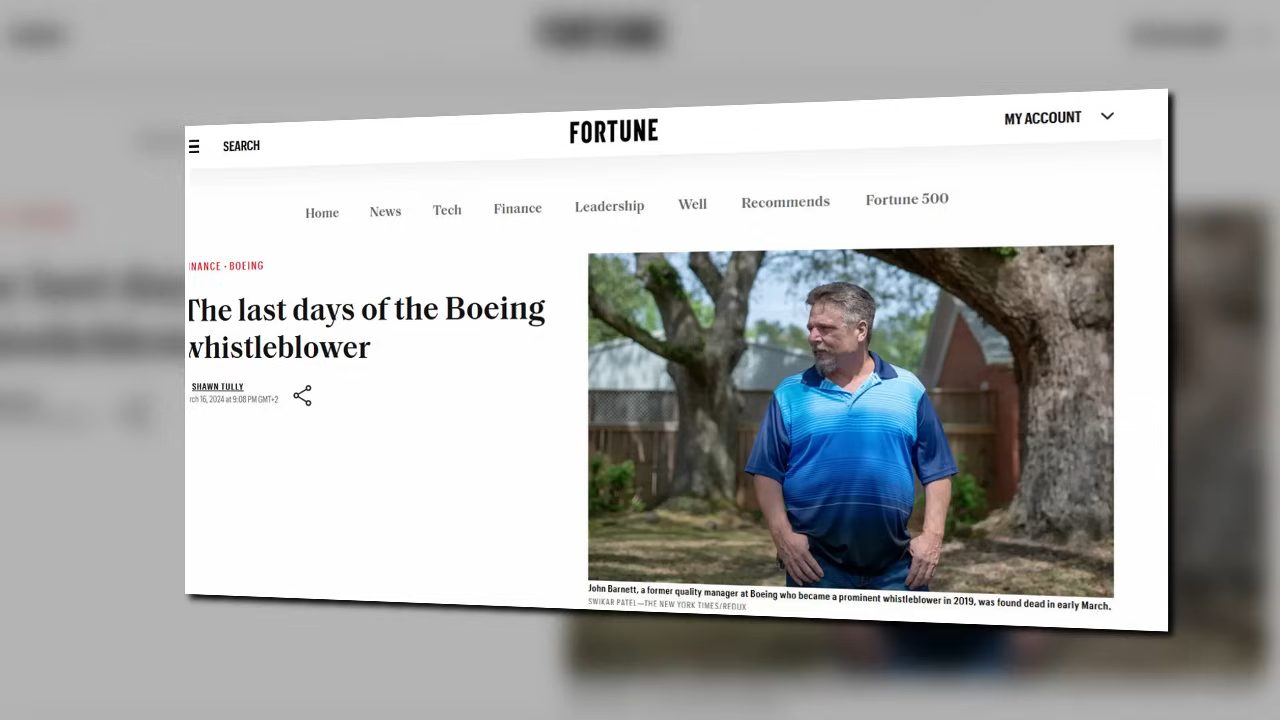 SEARCH
FORTUNE
MY ACCOUNT
Home News Tech Finance Leadership Well Recommends Fortune 500
INANCE · BOEING
The last days of the Boeing
whistleblower
SHAWN TULLY
rch 16, 2024 at 9:08 PM GMT+2
John Barnett, a former quality manager at Boeing who became a prominent whistleblower in 2019, was found dead in early March.
SWIKAR PATEL—THE NEW YORK TIMES/REDUX